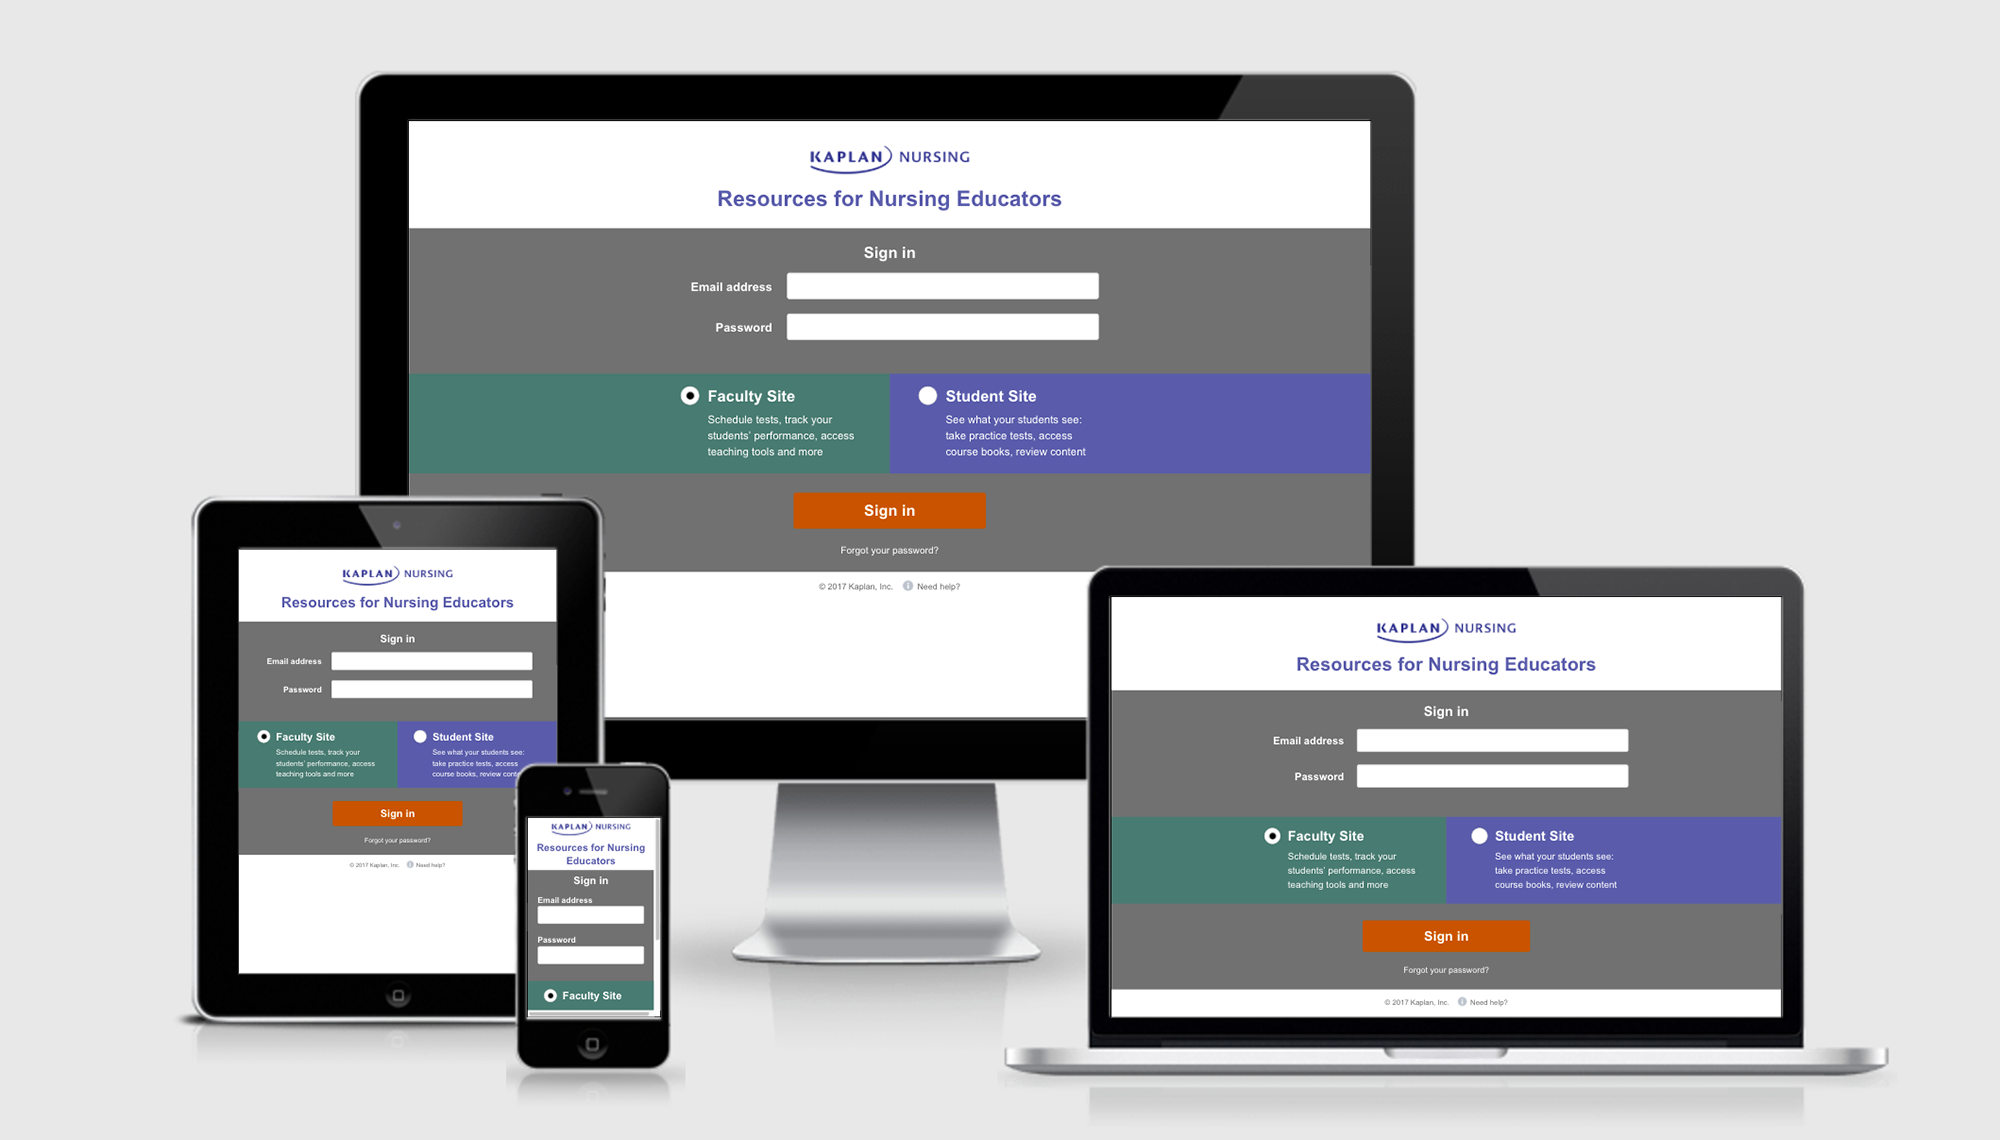 KAPLAN NURSING
Resources for Nursing Educators
Sign in
Email address
Password
Faculty Site
Schedule tests, track your
students' performance, access
teaching tools and more
Student Site
See what your students see:
take practice tests, access
course books, review content
Sign in
Forgot your password?
© 2017 Kaplan, Inc. Need help?
KAPLAN NURSING
Resources for Nursing Educators
Sign in
Email address
Password
Faculty Site
Schedule tests, track your
students' performance, access
teaching tools and more
Student Site
See what your students see:
take practice tests, access
course books, review
Sign in
Forgot your password?
© 2017 Kaplan, Inc. Need help?
KAPLAN NURSING
Resources for Nursing
Educators
Sign in
Email address
Password
Faculty Site
KAPLAN NURSING
Resources for Nursing Educators
Sign in
Email address
Password
Faculty Site
Schedule tests, track your
students' performance, access
teaching tools and more
Student Site
See what your students see:
take practice tests, access
course books, review content
Sign in
Forgot your password?
© 2017 Kaplan, Inc. Need help?